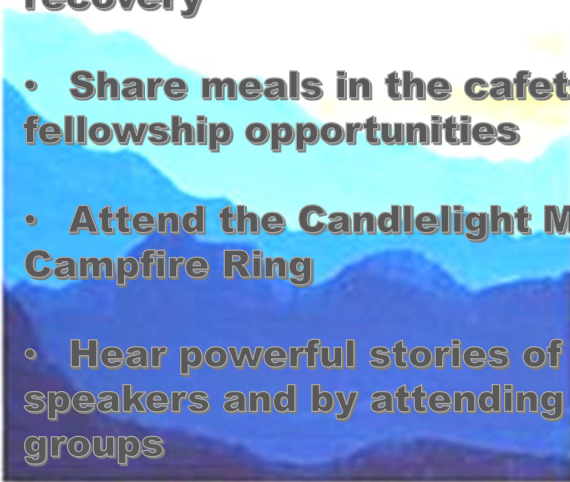 recovery
• Share meals in the cafet
fellowship opportunities
• Attend the Candlelight M
Campfire Ring
• Hear powerful stories of
speakers and by attending
groups